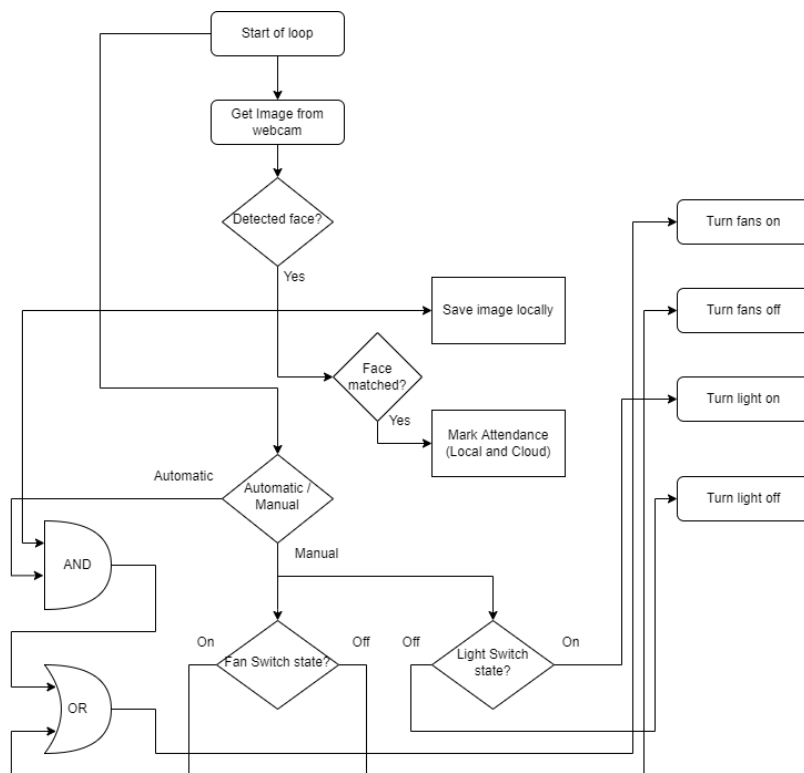 Start of loop
Get Image from
webcam
Detected face?
Turn fans on
Yes
Save image locally
Turn fans off
Face
matched?
Turn light on
Yes
Mark Attendance
(Local and Cloud)
Automatic
Automatic /
Manual
Turn light off
AND
Manual
On
Off
Off
On
Fan Switch state?
Light Switch
state?
OR